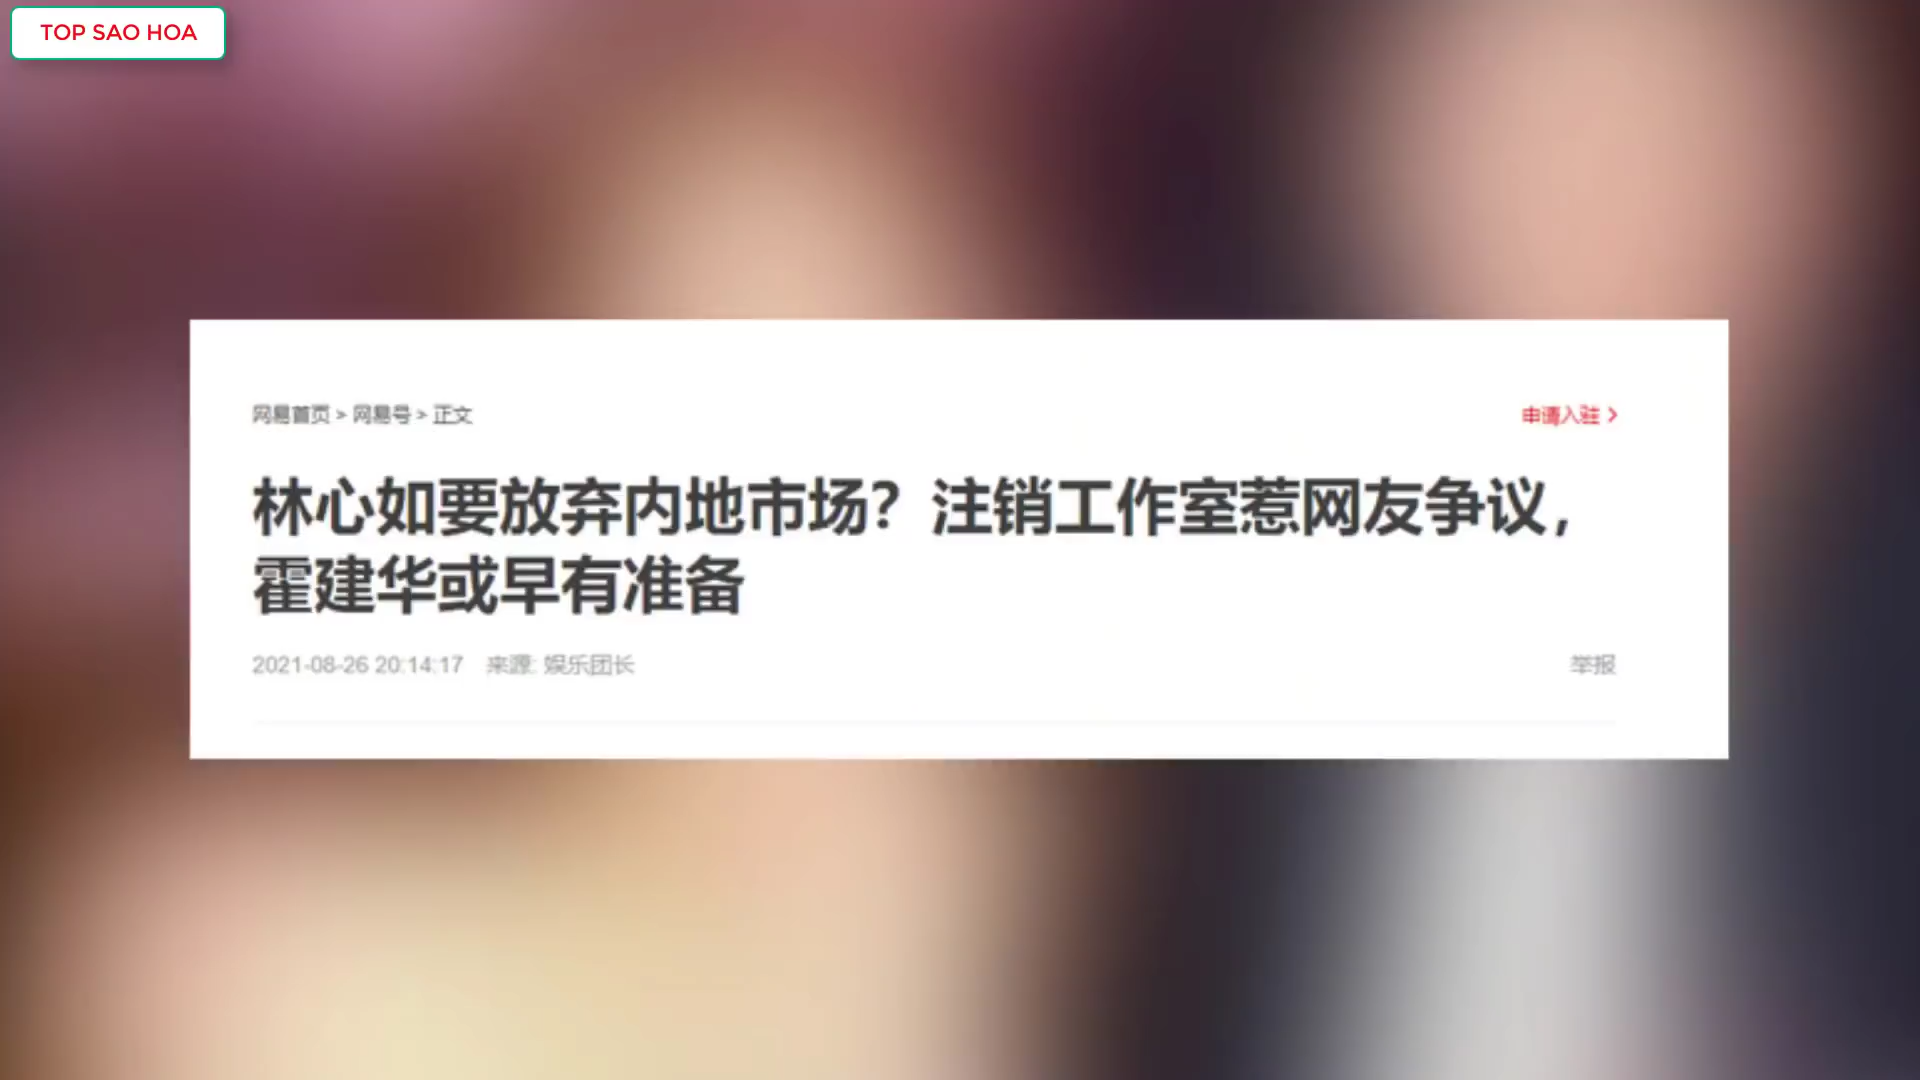 TOP SAO HOA
网易首页 > 网易号 > 正文
申请入驻 >
林心如要放弃内地市场？注销工作室惹网友争议，
霍建华或早有准备
2021-08-26 20:14:17 来源: 娱乐团长
举报